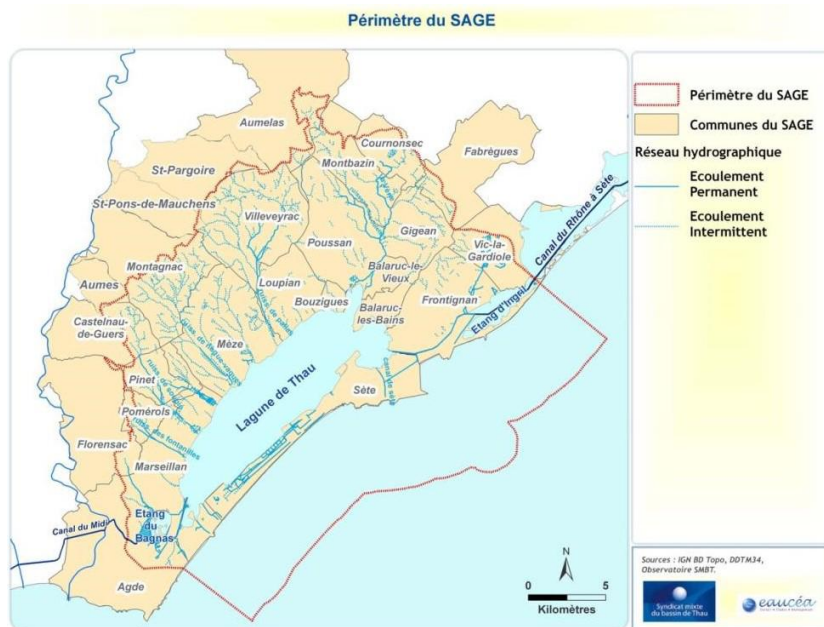 Périmètre du SAGE
Aumelas
Cournonsec
Fabrègues
St-Pargoire
Montbazin
St-Pons-de-Mauchens
Villeveyrac
Gigean
Vic-la-
Gardiole
Canal du Rhône à Sète
Poussan
Montagnac
Balaruc-le-
Vieux
Aumes
Loupian
Bouzigues
Frontignan
Etang d'Ingril
Balaruc-
les-Bains
Castelnau-
de-Guers
Mèze
Lagune de Thau
canal de sète
Sète
Pinet
Pomérols
Florensac
Marseillan
Etang
du
Bagnas
Canal du Midi
Agde
N
0 5
Kilomètres
Périmètre du SAGE
Communes du SAGE
Réseau hydrographique
Ecoulement
Permanent
Ecoulement
Intermittent
Sources : IGN BD Topo, DDTM34,
Observatoire SMBT.
Syndicat mixte
du bassin de Thau
eaucéa